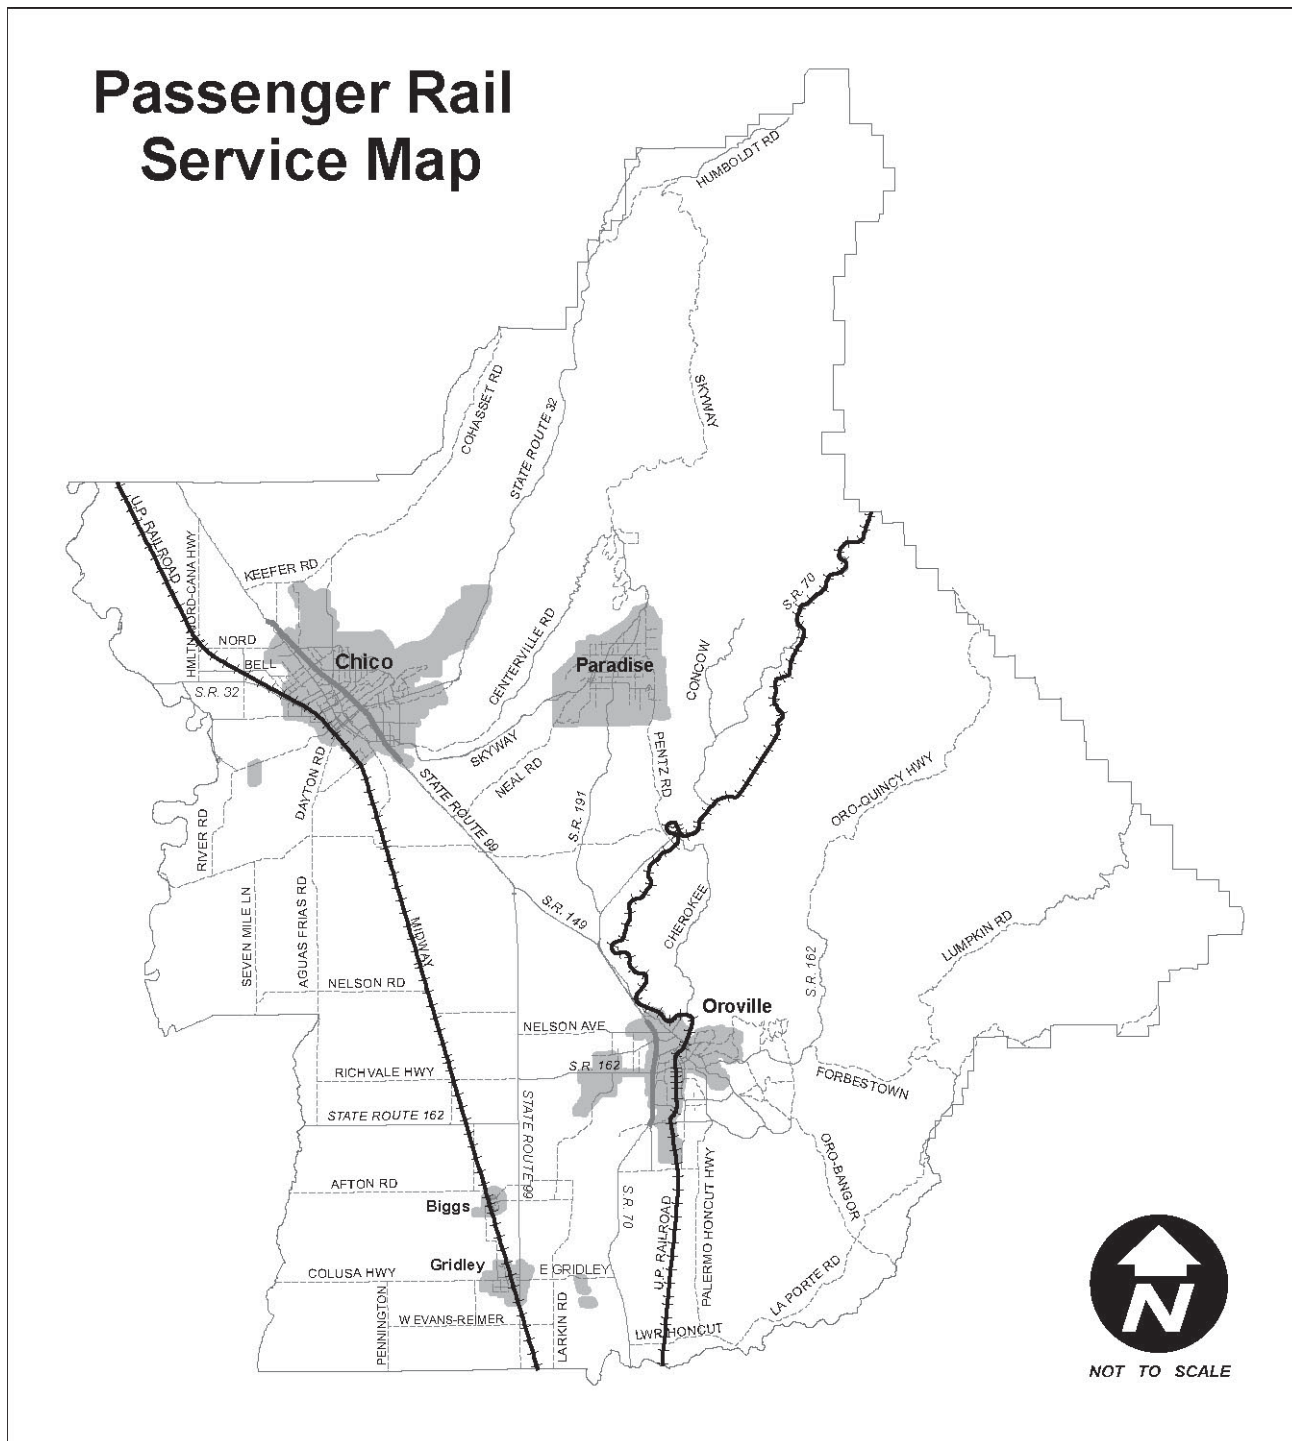 Passenger Rail
Service Map
HUMBOLDT RD
SKYWAY
COHASSET RD
STATE ROUTE 32
U.P. RAILROAD
HMLTN NORD-CANA HWY
KEEFER RD
S.R. 70
NORD
BELL
S.R. 32
Chico
CENTERVILLE RD
Paradise
CONCOW
SKYWAY
NEAL RD
PENTZ RD
DAYTON RD
STATE ROUTE 99
S.R. 191
ORO-QUINCY HWY
RIVER RD
SEVEN MILE LN
AGUAS FRIAS RD
MIDWAY
S.R. 149
CHEROKEE
S.R. 162
LUMPKIN RD
NELSON RD
Oroville
NELSON AVE
S.R. 162
RICHVALE HWY
FORBESTOWN
STATE ROUTE 162
STATE ROUTE 99
ORO-BANGOR
AFTON RD
Biggs
S.R. 70
U.P. RAILROAD
PALERMO HONCUT HWY
Gridley
E GRIDLEY
COLUSA HWY
LA PORTE RD
PENNINGTON
W EVANS-REIMER
LARKIN RD
LWR HONCUT
N
NOT TO SCALE